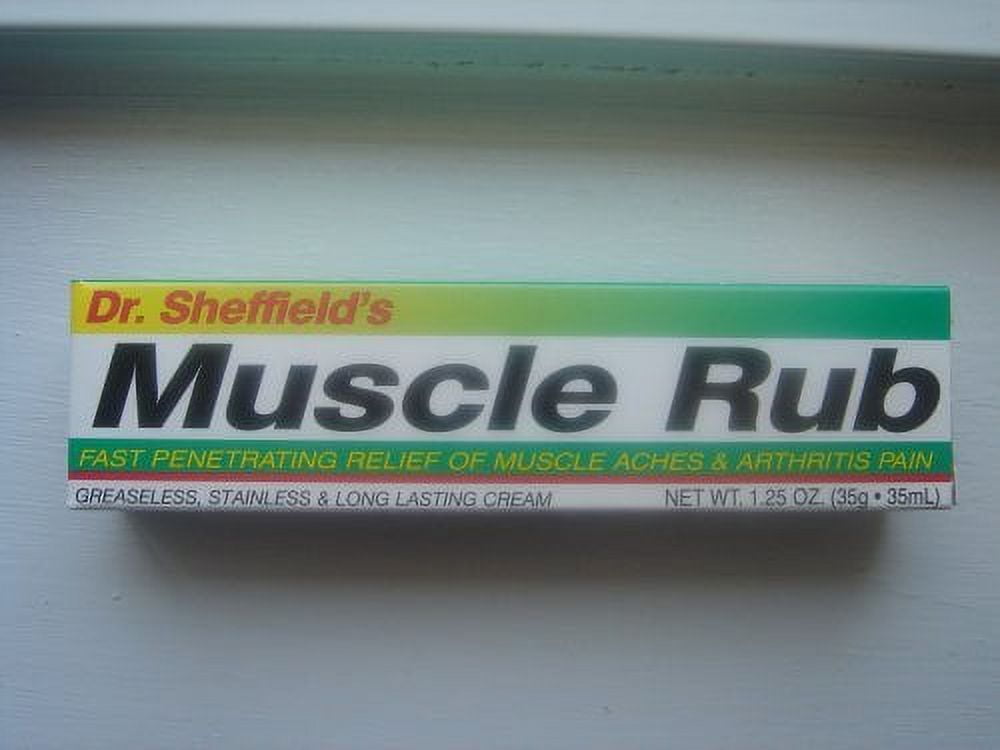 Dr. Sheffield's
Muscle Rub
FAST PENETRATING RELIEF OF MUSCLE ACHES & ARTHRITIS PAIN
GREASELESS, STAINLESS & LONG LASTING CREAM NET WT. 1.25 OZ. (35g • 35mL)